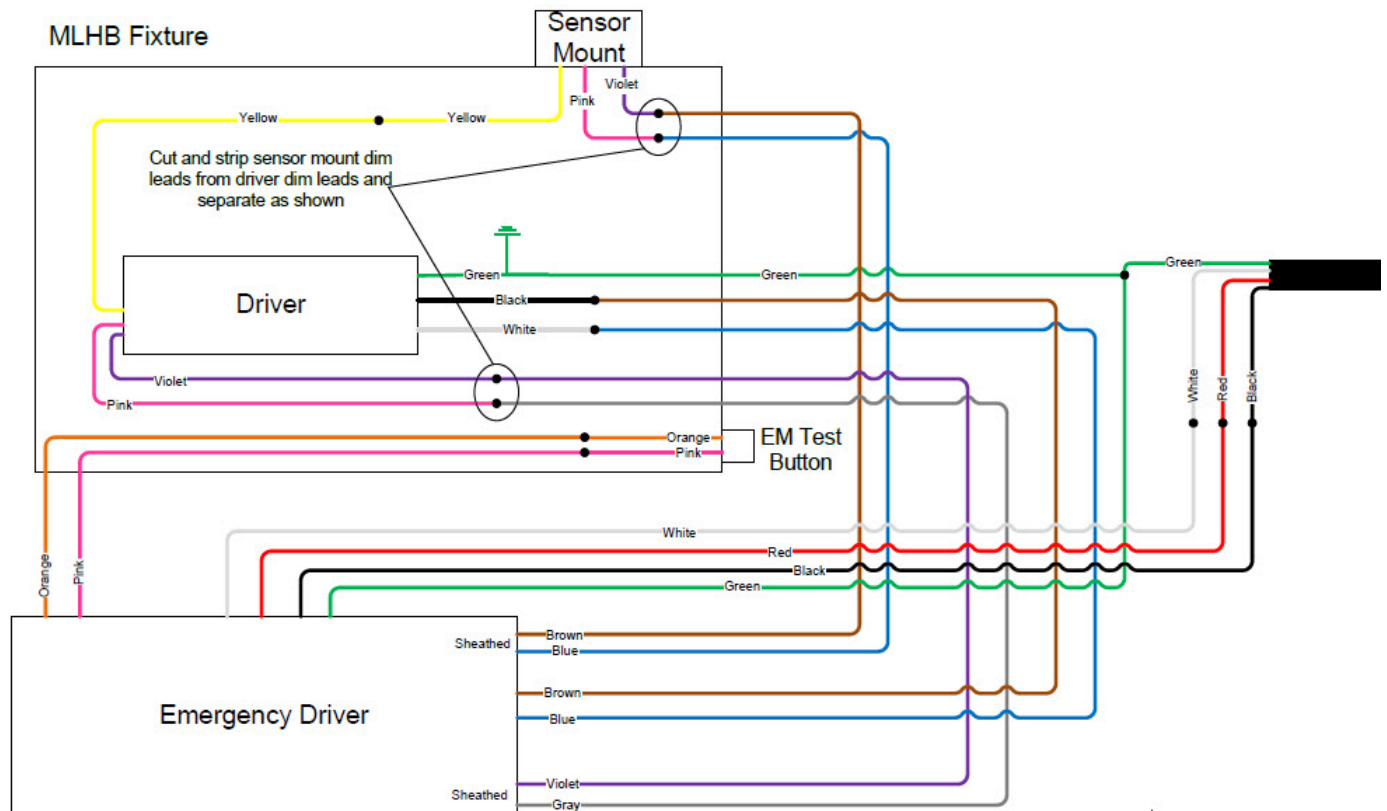 MLHB Fixture
Sensor
Mount
Violet
Pink
Yellow
Yellow
Cut and strip sensor mount dim
leads from driver dim leads and
separate as shown
Green
Green
Green
Driver
Black
White
White
Red
Black
Violet
Pink
Orange
Pink
EM Test
Button
White
Red
Black
Green
Orange
Pink
Sheathed
Brown
Blue
Brown
Blue
Emergency Driver
Violet
Sheathed
Gray